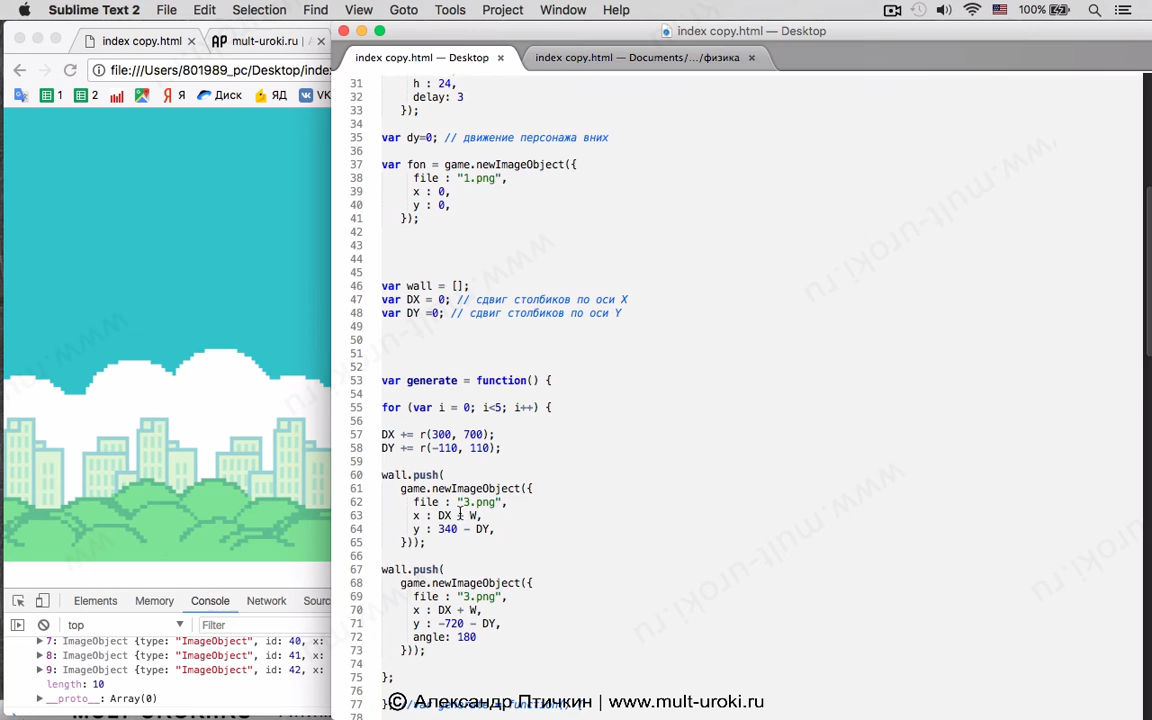 Sublime Text 2 File Edit Selection Find View Goto Tools Project Window Help 100%
index copy.html mult-uroki.ru | А
index copy.html — Desktop
index copy.html — Desktop index copy.html — Documents/.../физика
file:///Users/801989_pc/Desktop/inde
1 2 Я Диск ЯД VK
31 h : 24,
32 delay: 3
33 });
34
35 var dy=0; // движение персонажа вних
36
37 var fon = game.newImageObject({
38 file : "1.png",
39 x : 0,
40 y : 0,
41 });
42
43
44
45
46 var wall = [];
47 var DX = 0; // сдвиг столбиков по оси X
48 var DY =0; // сдвиг столбиков по оси Y
49
50
51
52
53 var generate = function() {
54
55 for (var i = 0; i<5; i++) {
56
57 DX += r(300, 700);
58 DY += r(-110, 110);
59
60 wall.push(
61 game.newImageObject({
62 file : "3.png",
63 x : DX + W,
64 y : 340 - DY,
65 }));
66
67 wall.push(
68 game.newImageObject({
69 file : "3.png",
70 x : DX + W,
71 y : -720 - DY,
72 angle: 180
73 }));
74
75 };
76
77 }; //var generate = function() {
78
Elements Memory Console Network Sourc
top Filter
7: ImageObject {type: "ImageObject", id: 40, x:
8: ImageObject {type: "ImageObject", id: 41, x:
9: ImageObject {type: "ImageObject", id: 42, x:
length: 10
__proto__: Array(0)
© Александр Птичкин | www.mult-uroki.ru
www.mult-uroki.ru